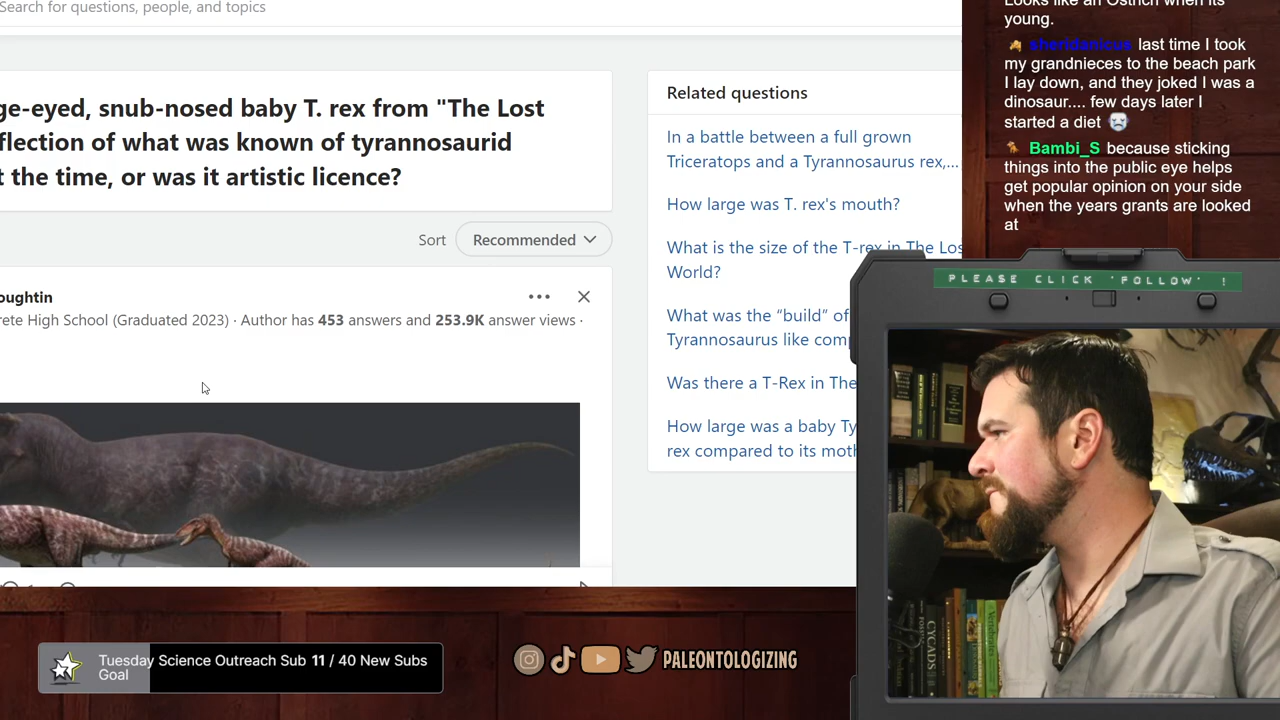 Search for questions, people, and topics
ge-eyed, snub-nosed baby T. rex from "The Lost
flection of what was known of tyrannosaurid
t the time, or was it artistic licence?
Sort
Recommended
oughtin
rete High School (Graduated 2023) · Author has 453 answers and 253.9K answer views ·
Related questions
In a battle between a full grown
Triceratops and a Tyrannosaurus rex,...
How large was T. rex's mouth?
What is the size of the T-rex in The Los
World?
What was the “build” of
Tyrannosaurus like comp
Was there a T-Rex in The
How large was a baby Ty
rex compared to its moth
Looks like an Ostrich when its
young.
sheridanicus last time I took
my grandnieces to the beach park
I lay down, and they joked I was a
dinosaur.... few days later I
started a diet
Bambi_S because sticking
things into the public eye helps
get popular opinion on your side
when the years grants are looked
at
PLEASE CLICK 'FOLLOW' !
CYCADS
Vertebrates
Tuesday Science Outreach Sub 11 / 40 New Subs
Goal
PALEONTOLOGIZING